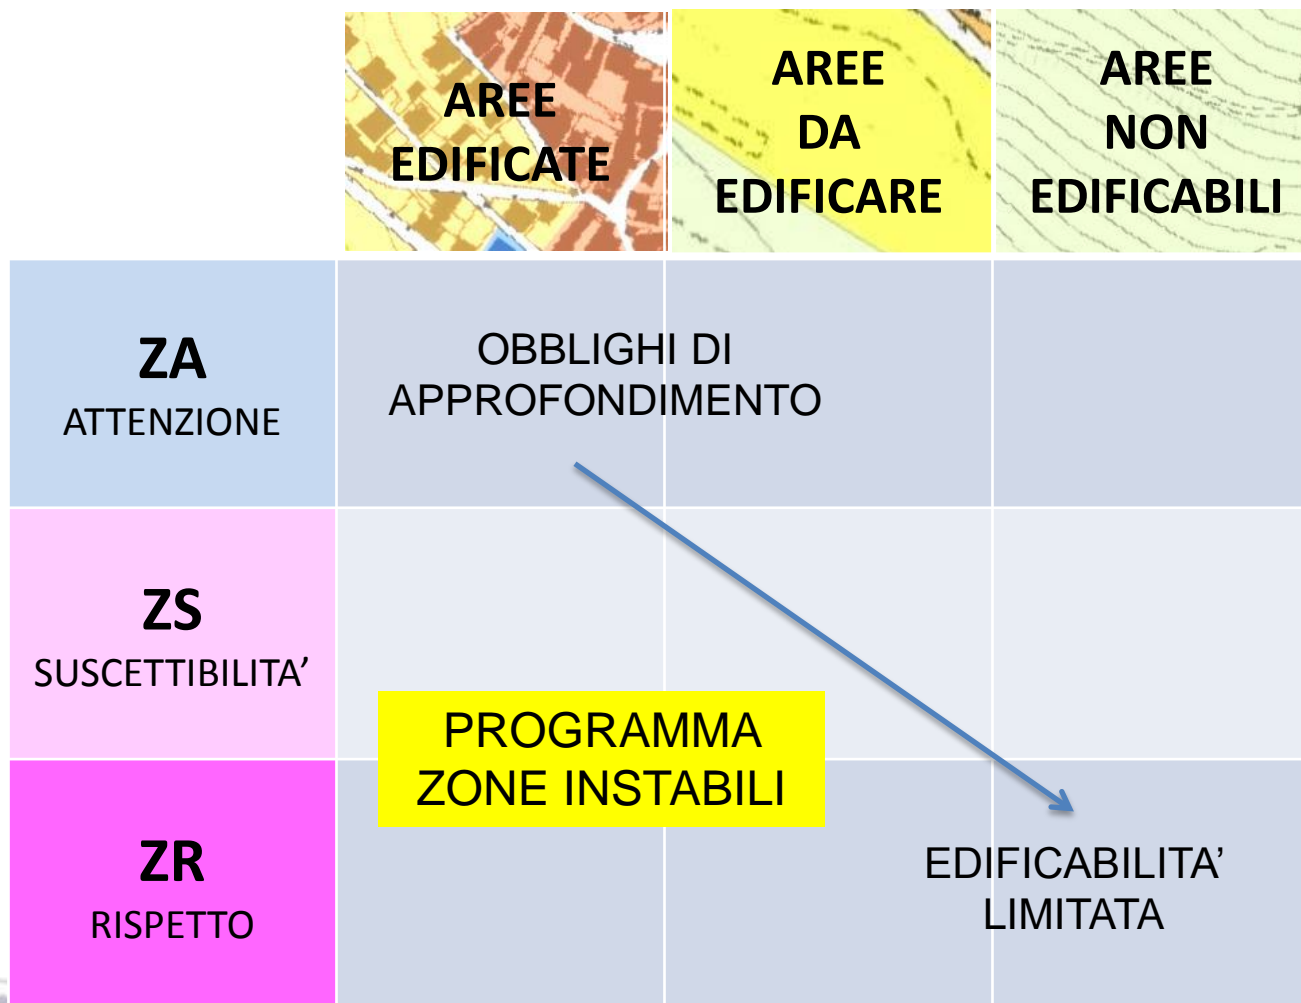 AREE
EDIFICATE
AREE
DA
EDIFICARE
AREE
NON
EDIFICABILI
ZA
ATTENZIONE
OBBLIGHI DI
APPROFONDIMENTO
ZS
SUSCETTIBILITA’
PROGRAMMA
ZONE INSTABILI
ZR
RISPETTO
EDIFICABILITA’
LIMITATA